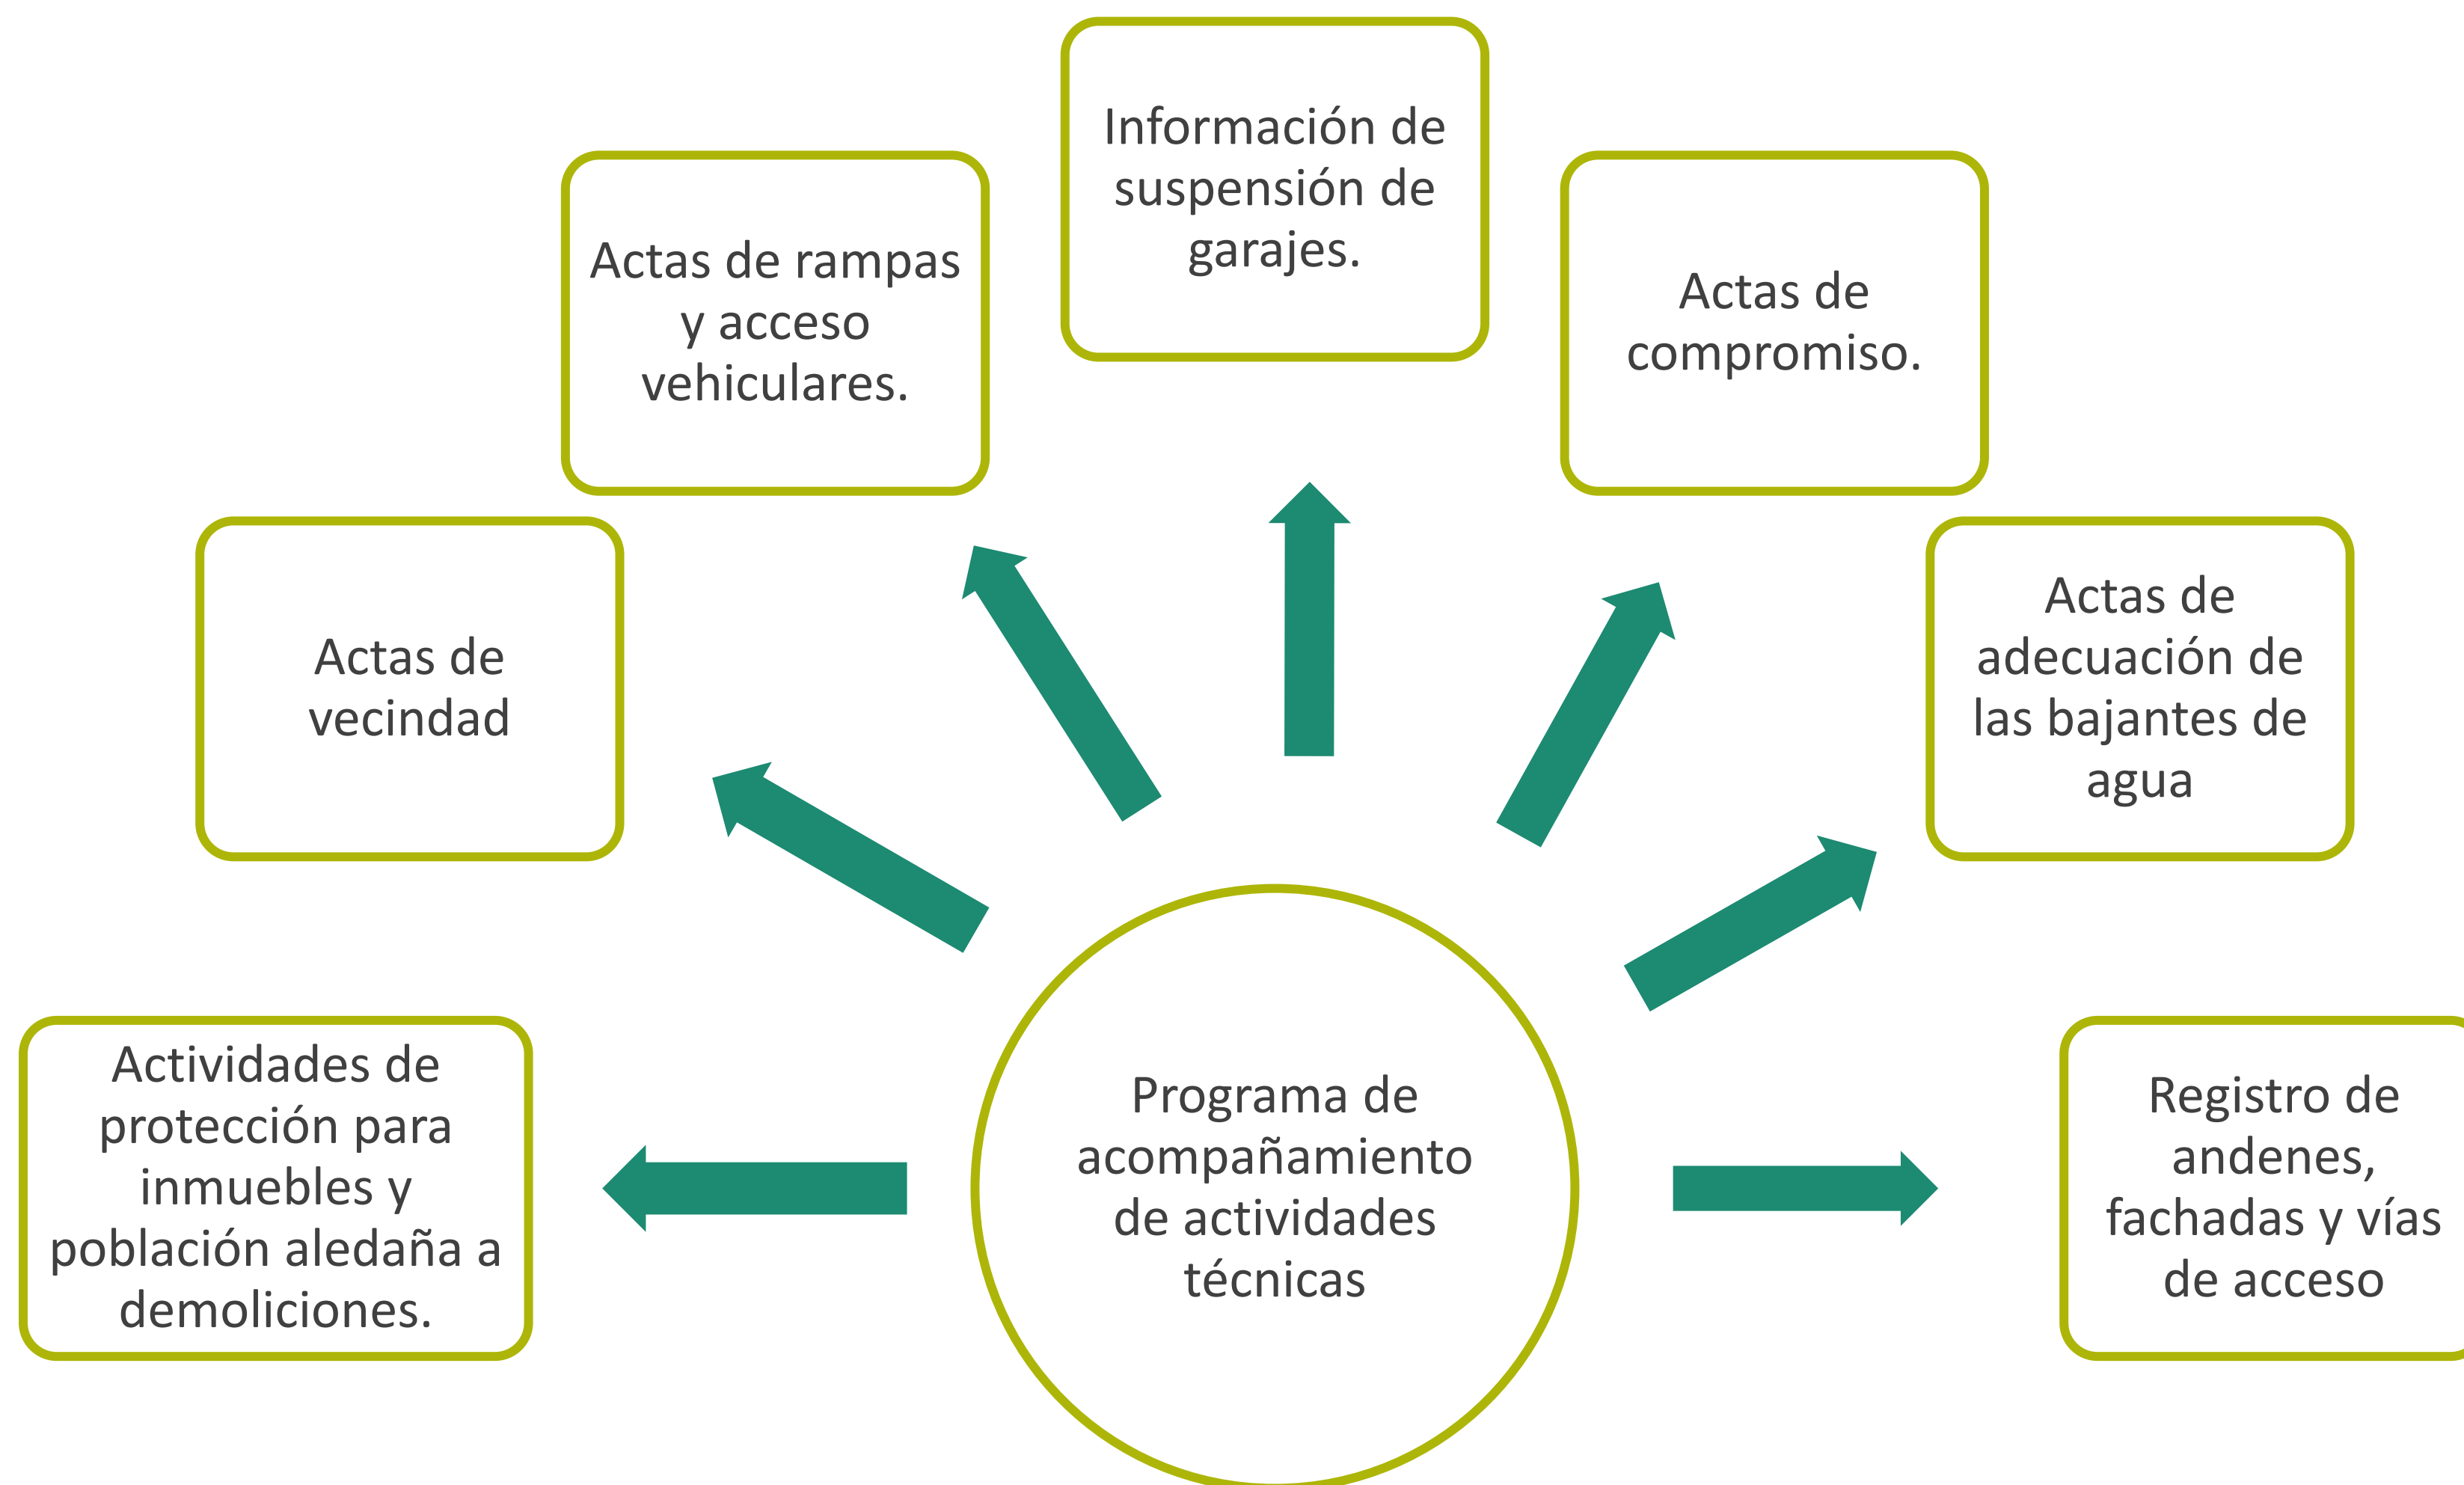 Información de
suspensión de
garajes.
Actas de rampas
y acceso
vehiculares.
Actas de
compromiso.
Actas de
vecindad
Actas de
adecuación de
las bajantes de
agua
Actividades de
protección para
inmuebles y
población aledaña a
demoliciones.
Programa de
acompañamiento
de actividades
técnicas
Registro de
andenes,
fachadas y vías
de acceso